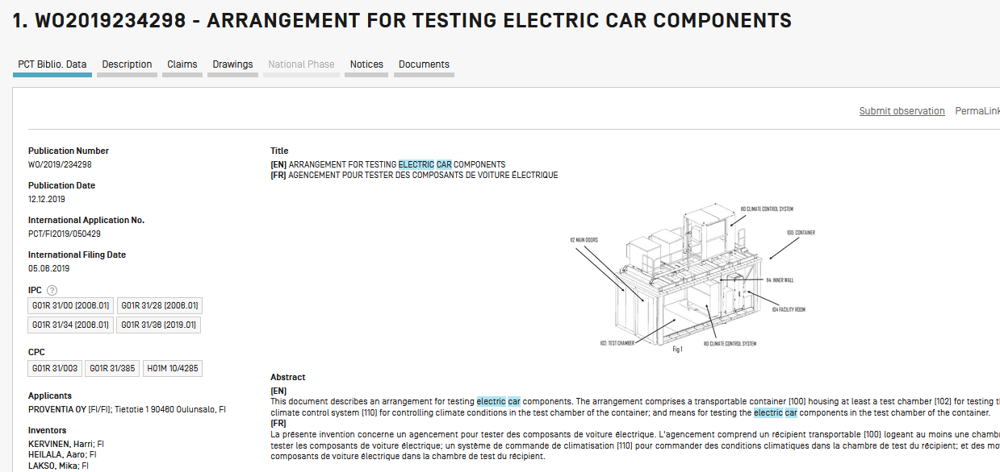 1. WO2019234298 - ARRANGEMENT FOR TESTING ELECTRIC CAR COMPONENTS
PCT Biblio. Data Description Claims Drawings National Phase Notices Documents
Submit observation PermaLink
Publication Number
WO/2019/234298
Publication Date
12.12.2019
International Application No.
PCT/FI2019/050429
International Filing Date
05.06.2019
IPC ?
G01R 31/00 (2006.01) G01R 31/28 (2006.01)
G01R 31/34 (2006.01) G01R 31/36 (2019.01)
CPC
G01R 31/003 G01R 31/385 H01M 10/4285
Applicants
PROVENTIA OY [FI/FI]; Tietotie 1 90460 Oulunsalo, FI
Inventors
KERVINEN, Harri; FI
HEILALA, Aaro; FI
LAKSO, Mika; FI
Title
[EN] ARRANGEMENT FOR TESTING ELECTRIC CAR COMPONENTS
[FR] AGENCEMENT POUR TESTER DES COMPOSANTS DE VOITURE ÉLECTRIQUE
110 CLIMATE CONTROL SYSTEM
100: CONTAINER
112 MAIN DOORS
114: INNER WALL
104 FACILITY ROOM
102: TEST CHAMBER
110 CLIMATE CONTROL SYSTEM
Fig 1
Abstract
[EN]
This document describes an arrangement for testing electric car components. The arrangement comprises a transportable container (100) housing at least a test chamber (102) for testing
climate control system (110) for controlling climate conditions in the test chamber of the container; and means for testing the electric car components in the test chamber of the container.
[FR]
La présente invention concerne un agencement pour tester des composants de voiture électrique. L'agencement comprend un récipient transportable (100) logeant au moins une
tester les composants de voiture électrique; un système de commande de climatisation (110) pour commander des conditions climatiques dans la chambre de test du récipient; et des
composants de voiture électrique dans la chambre de test du récipient.